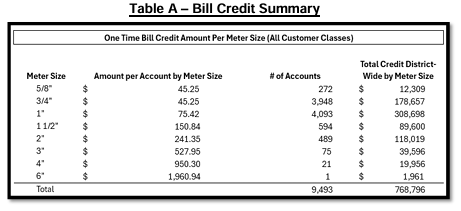 Table A – Bill Credit Summary
One Time Bill Credit Amount Per Meter Size (All Customer Classes)
Total Credit District-
Meter Size Amount per Account by Meter Size # of Accounts Wide by Meter Size
5/8" $ 45.25 272 $ 12,309
3/4" $ 45.25 3,948 $ 178,657
1" $ 75.42 4,093 $ 308,698
1 1/2" $ 150.84 594 $ 89,600
2" $ 241.35 489 $ 118,019
3" $ 527.95 75 $ 39,596
4" $ 950.30 21 $ 19,956
6" $ 1,960.94 1 $ 1,961
Total 9,493 768,796